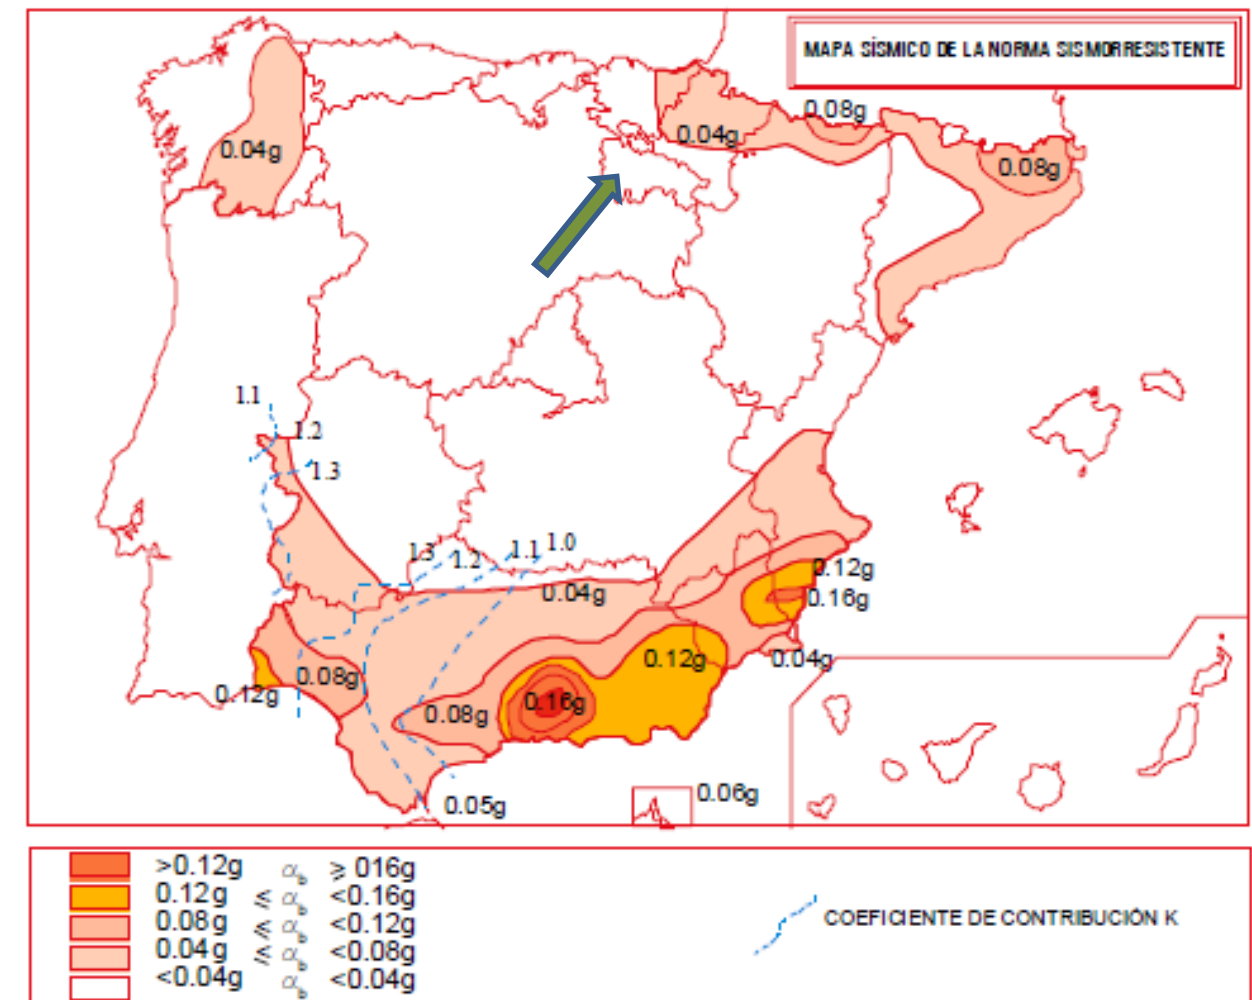 MAPA SÍSMICO DE LA NORMA SISMORRESISTENTE
0.08g
0.04g
0.04g
0.08g
1.1
1.2
1.3
1.3
1.2
1.1
1.0
0.04g
0.12g
0.16g
0.12g
0.04g
0.08g
0.12g
0.08g
0.16g
0.05g
0.06g
>0.12g α ⩾ 016g
0.12g ⩽ α <0.16g
0.08g ⩽ α <0.12g
0.04g ⩽ α <0.08g
<0.04g α <0.04g
COEFICIENTE DE CONTRIBUCIÓN K